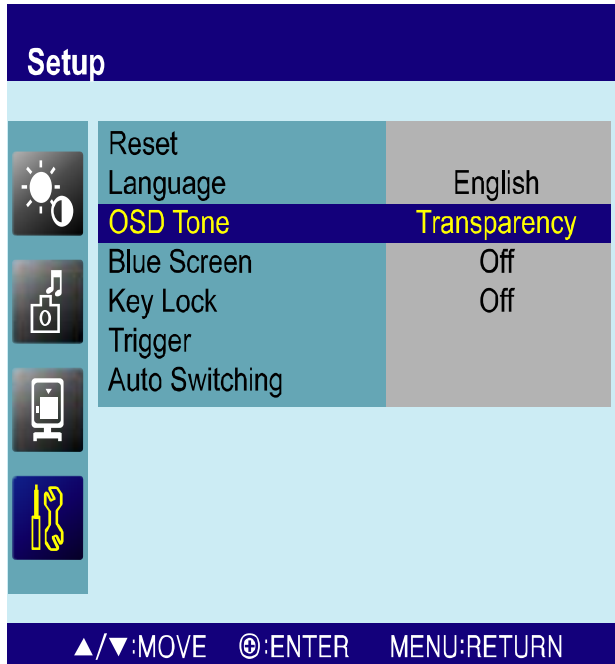 Setup
Reset
Language English
OSD Tone Transparency
Blue Screen Off
Key Lock Off
Trigger
Auto Switching
▲/▼:MOVE ⊕:ENTER MENU:RETURN